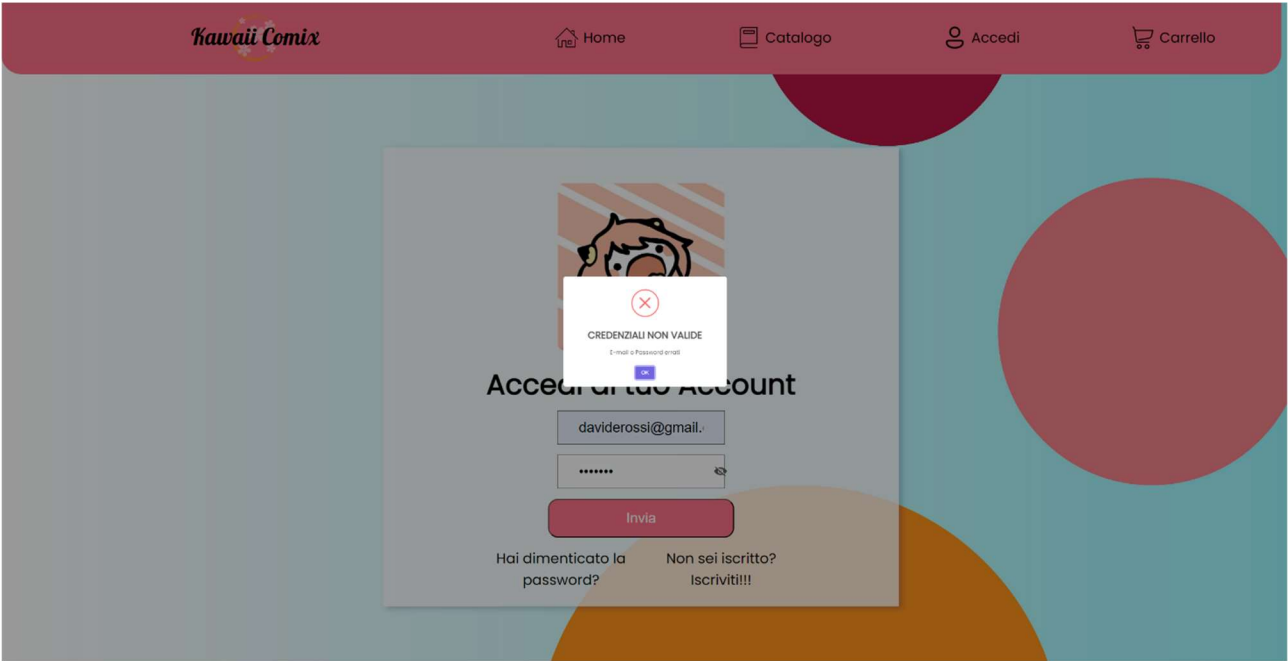 Kawaii Comix
Home
Catalogo
Accedi
Carrello
CREDENZIALI NON VALIDE
E-mail o Password errati
OK
Accedi al tuo Account
daviderossi@gmail.
•••••••
Invia
Hai dimenticato la
password?
Non sei iscritto?
Iscriviti!!!